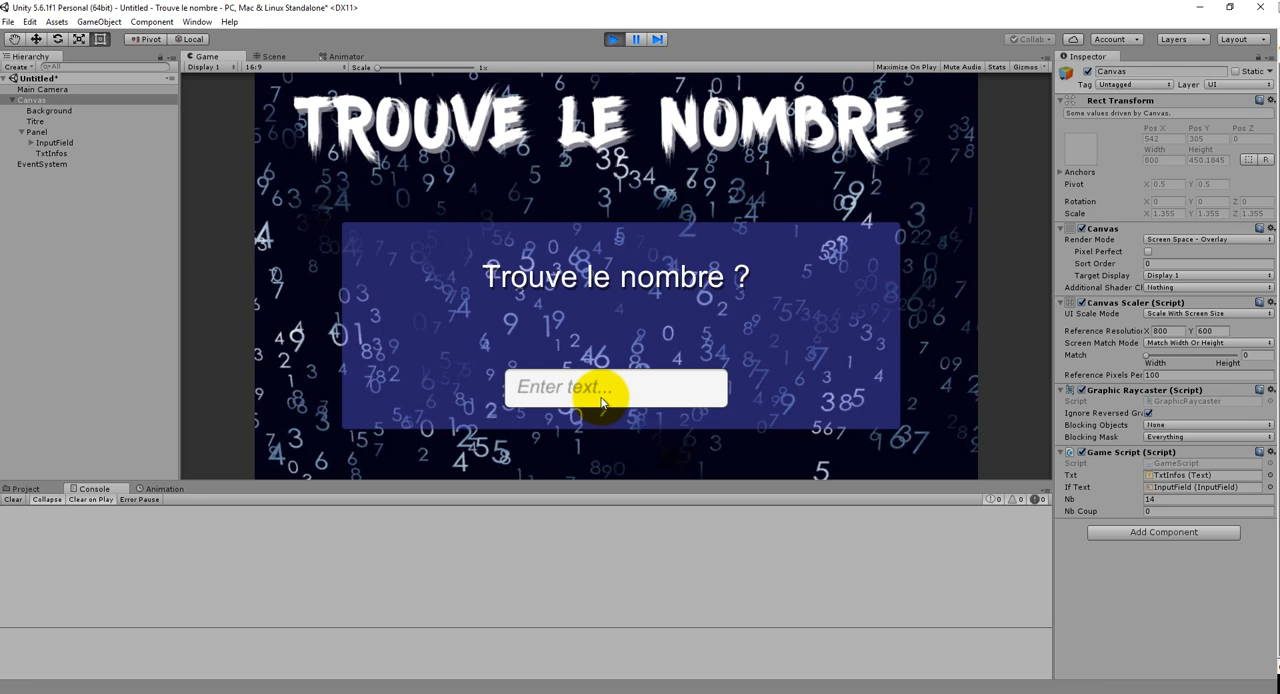 Unity 5.6.1f1 Personal (64bit) - Untitled - Trouve le nombre - PC, Mac & Linux Standalone* <DX11>
File Edit Assets GameObject Component Window Help
Pivot Local Collab Account Layers Layout
Hierarchy Game Scene Animator Inspector
Create All Display 1 16:9 Scale 1x Maximize On Play Mute Audio Stats Gizmos
Canvas Static
Untitled*
Tag Untagged Layer UI
Main Camera
Canvas
Rect Transform
Background
Some values driven by Canvas.
Titre
Panel
Pos X Pos Y Pos Z
InputField
542 305 0
TxtInfos
Width Height
EventSystem
800 450.1845 R
Anchors
Pivot X 0.5 Y 0.5
Rotation X 0 Y 0 Z 0
Scale X 1.355 Y 1.355 Z 1.355
TROUVE LE NOMBRE
Trouve le nombre ?
Enter text...
Canvas
Render Mode Screen Space - Overlay
Pixel Perfect
Sort Order 0
Target Display Display 1
Additional Shader Cl Nothing
Canvas Scaler (Script)
UI Scale Mode Scale With Screen Size
Reference Resolutio X 800 Y 600
Screen Match Mode Match Width Or Height
Match 0
Width Height
Reference Pixels Per 100
Graphic Raycaster (Script)
Script GraphicRaycaster
Ignore Reversed Gra
Blocking Objects None
Blocking Mask Everything
Game Script (Script)
Script GameScript
Txt TxtInfos (Text)
If Text InputField (InputField)
Nb 14
Nb Coup 0
Add Component
Project Console Animation
Clear Collapse Clear on Play Error Pause 0 0 0